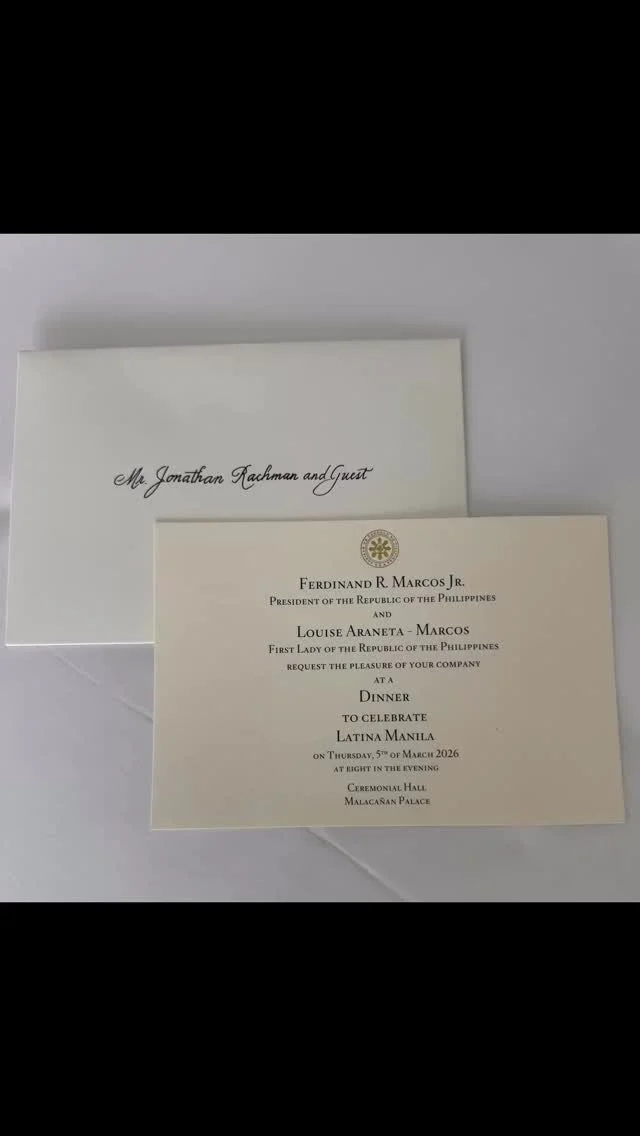 Mr. Jonathan Rachman and Guest
FERDINAND R. MARCOS JR.
PRESIDENT OF THE REPUBLIC OF THE PHILIPPINES
AND
LOUISE ARANETA - MARCOS
FIRST LADY OF THE REPUBLIC OF THE PHILIPPINES
REQUEST THE PLEASURE OF YOUR COMPANY
AT A
DINNER
TO CELEBRATE
LATINA MANILA
ON THURSDAY, 5TH OF MARCH 2026
AT EIGHT IN THE EVENING
CEREMONIAL HALL
MALACAÑAN PALACE